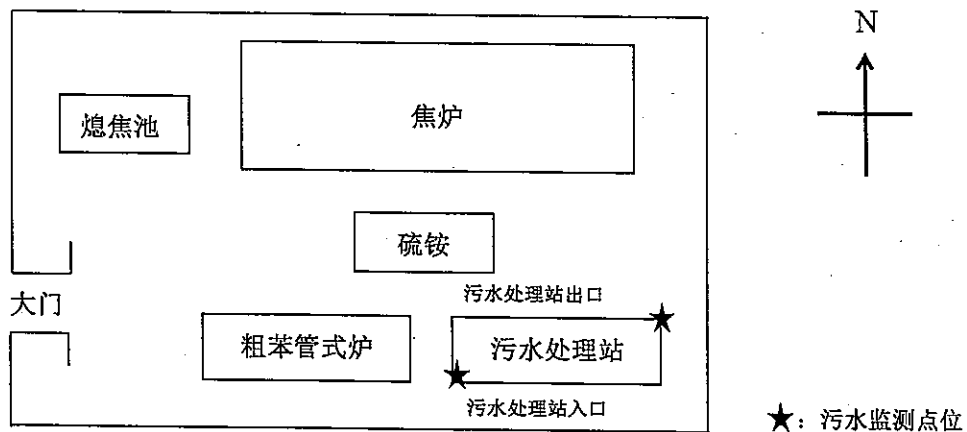 N
熄焦池
焦炉
硫铵
污水处理站出口
大门
粗苯管式炉
污水处理站
污水处理站入口
★：污水监测点位